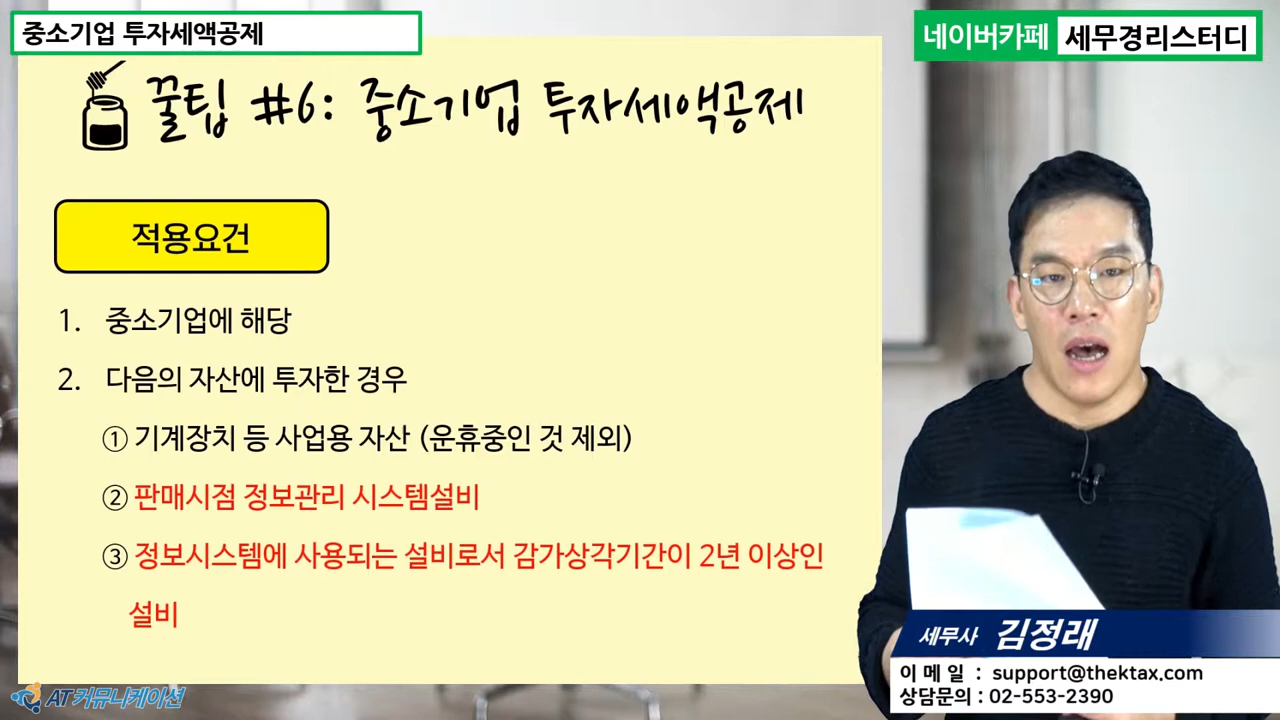 중소기업 투자세액공제
네이버카페 세무경리스터디
꿀팁 #6: 중소기업 투자세액공제
적용요건
1. 중소기업에 해당
2. 다음의 자산에 투자한 경우
① 기계장치 등 사업용 자산 (운휴중인 것 제외)
② 판매시점 정보관리 시스템설비
③ 정보시스템에 사용되는 설비로서 감가상각기간이 2년 이상인
설비
세무사 김정래
이 메 일 : support@thektax.com
상담문의 : 02-553-2390
AT커뮤니케이션